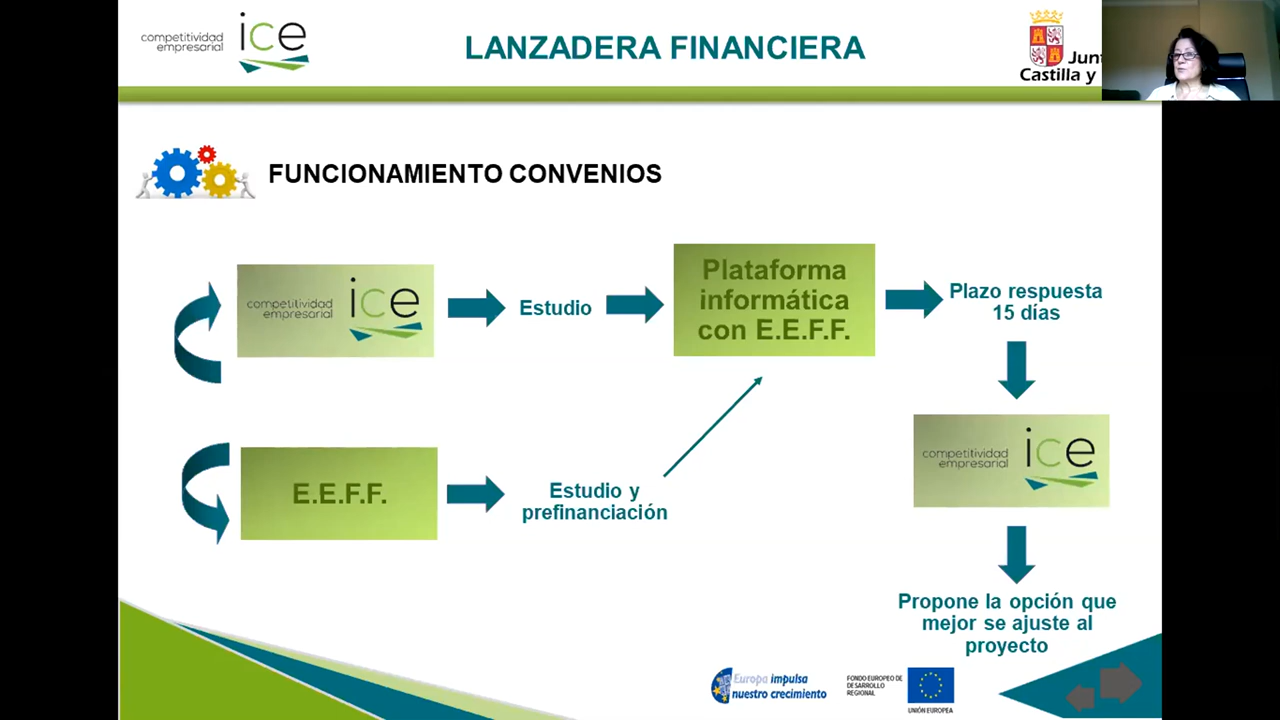 competitividad
empresarial
ice
LANZADERA FINANCIERA
Junt
Castilla y
FUNCIONAMIENTO CONVENIOS
competitividad
empresarial
ice
Estudio
Plataforma
informática
con E.E.F.F.
Plazo respuesta
15 días
E.E.F.F.
Estudio y
prefinanciación
competitividad
empresarial
ice
Propone la opción que
mejor se ajuste al
proyecto
Europa impulsa
nuestro crecimiento
FONDO EUROPEO DE
DESARROLLO
REGIONAL
UNIÓN EUROPEA